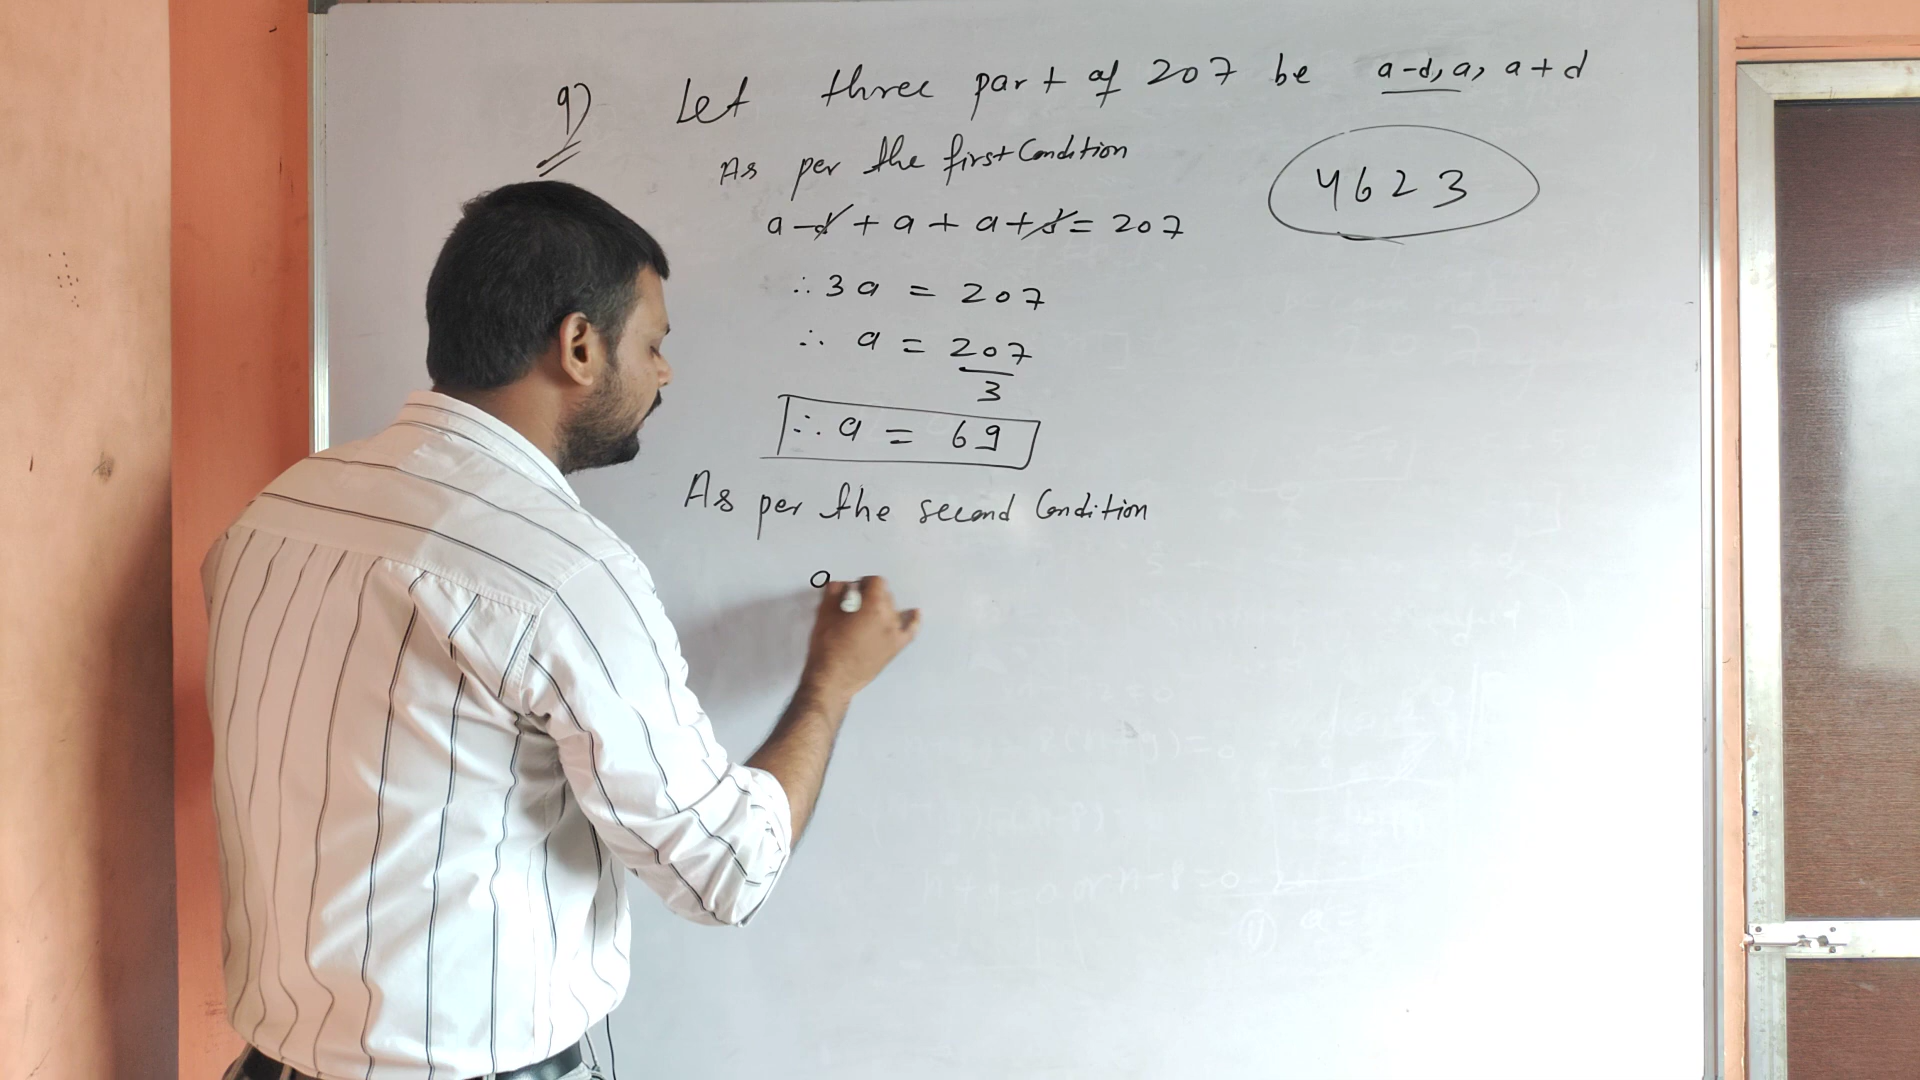 9) Let three part of 207 be a-d, a, a+d
As per the first Condition
4623
a-d + a + a+d = 207
∴ 3a = 207
∴ a = 207/3
∴ a = 69
As per the second Condition
a